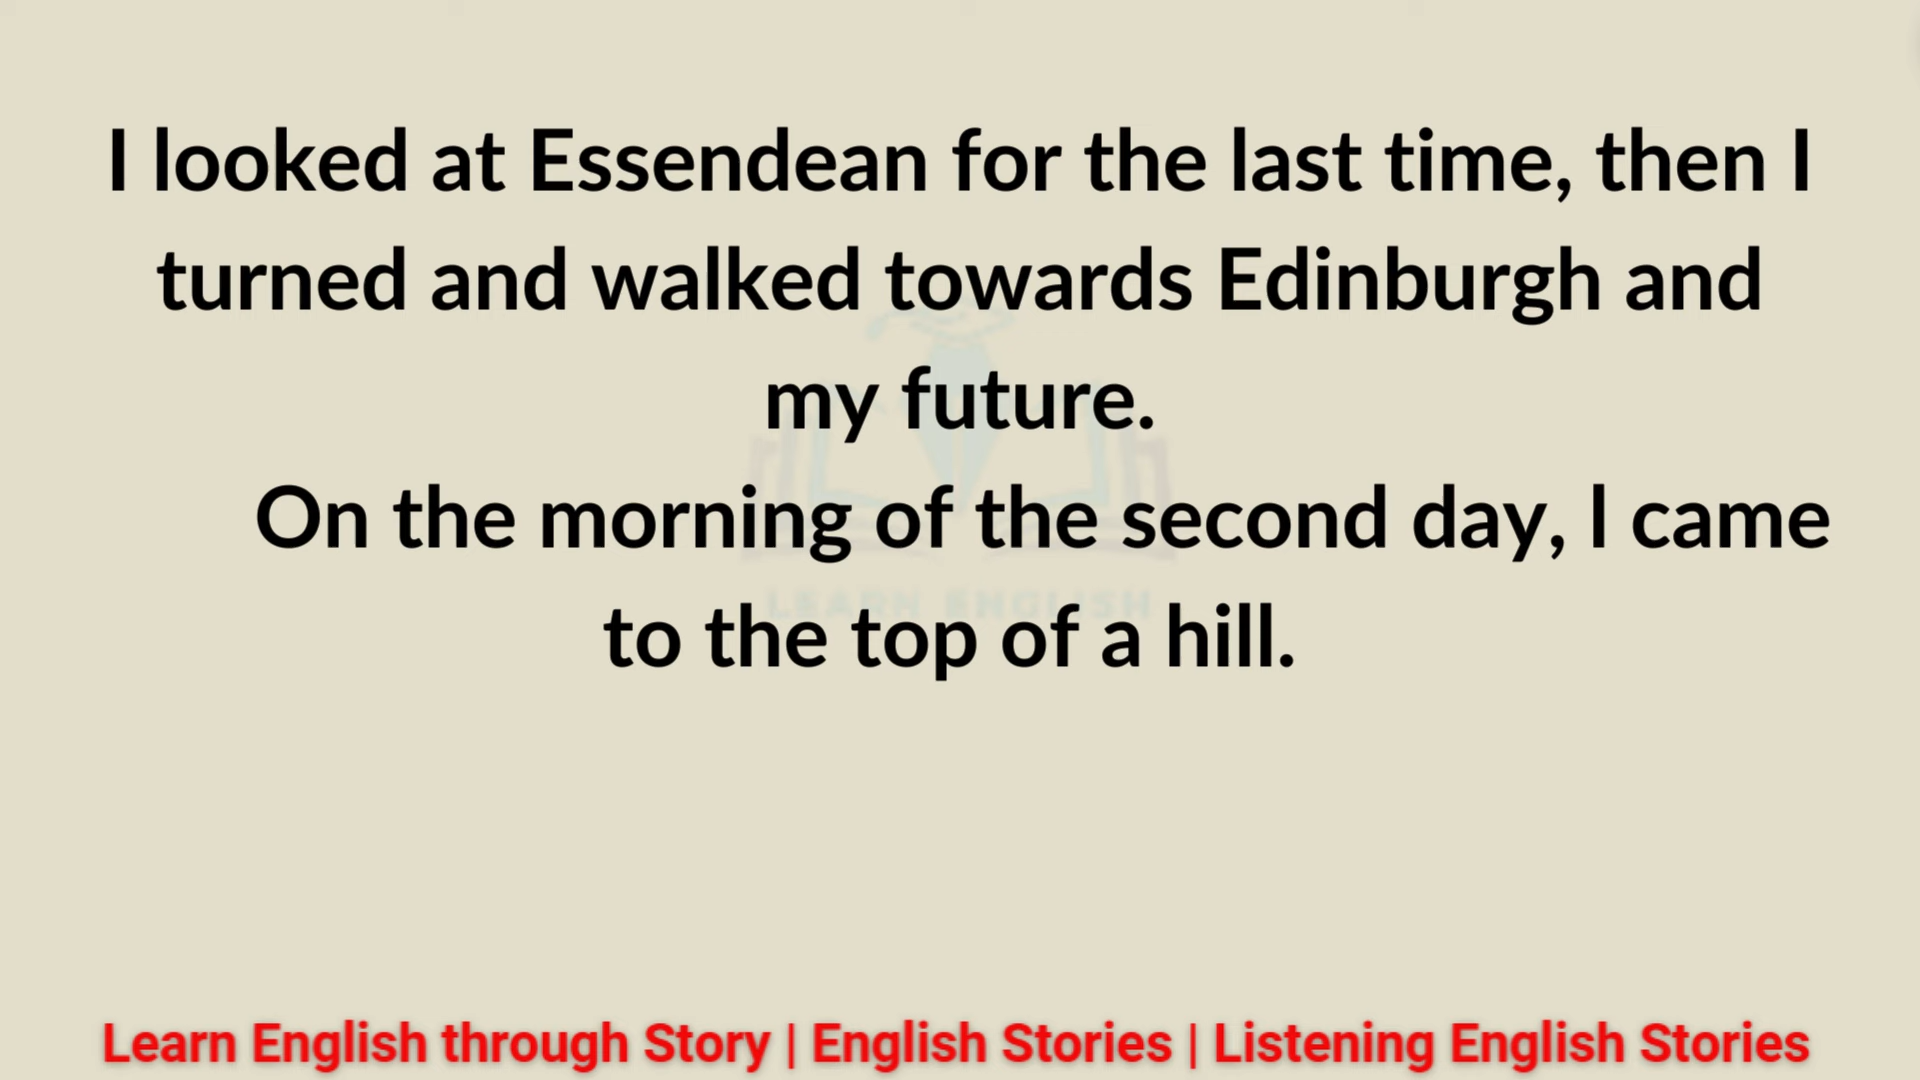 I looked at Essendean for the last time, then I
turned and walked towards Edinburgh and
my future.
On the morning of the second day, I came
to the top of a hill.
LEARN ENGLISH
Learn English through Story | English Stories | Listening English Stories